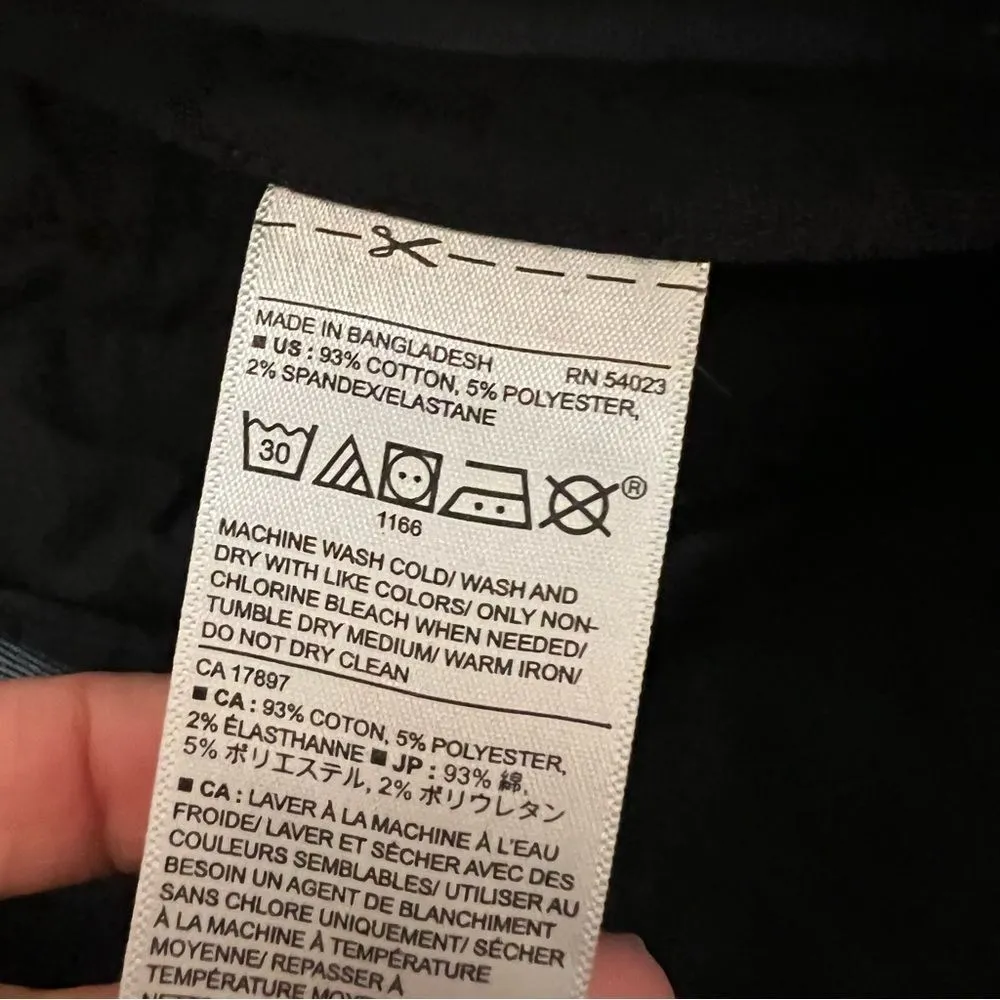 MADE IN BANGLADESH
RN 54023
■ US : 93% COTTON, 5% POLYESTER,
2% SPANDEX/ELASTANE
30
®
1166
MACHINE WASH COLD/ WASH AND
DRY WITH LIKE COLORS/ ONLY NON-
CHLORINE BLEACH WHEN NEEDED/
TUMBLE DRY MEDIUM/ WARM IRON/
DO NOT DRY CLEAN
CA 17897
■ CA : 93% COTON, 5% POLYESTER,
2% ÉLASTHANNE ■ JP : 93% 綿,
5% ポリエステル, 2% ポリウレタン
■ CA : LAVER À LA MACHINE À L'EAU
FROIDE/ LAVER ET SÉCHER AVEC DES
COULEURS SEMBLABLES/ UTILISER AU
BESOIN UN AGENT DE BLANCHIMENT
SANS CHLORE UNIQUEMENT/ SÉCHER
À LA MACHINE À TEMPÉRATURE
MOYENNE/ REPASSER À
TEMPÉRATURE